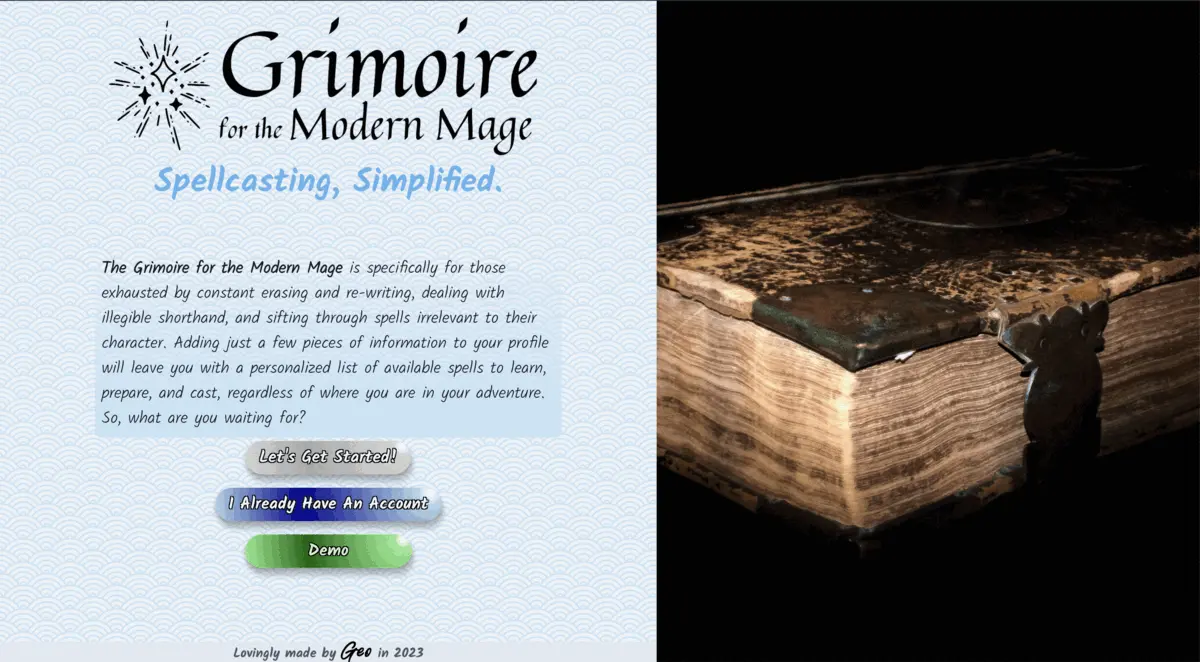 Grimoire
for the Modern Mage
Spellcasting, Simplified.
The Grimoire for the Modern Mage is specifically for those
exhausted by constant erasing and re-writing, dealing with
illegible shorthand, and sifting through spells irrelevant to their
character. Adding just a few pieces of information to your profile
will leave you with a personalized list of available spells to learn,
prepare, and cast, regardless of where you are in your adventure.
So, what are you waiting for?
Let's Get Started!
I Already Have An Account
Demo
Lovingly made by Geo in 2023